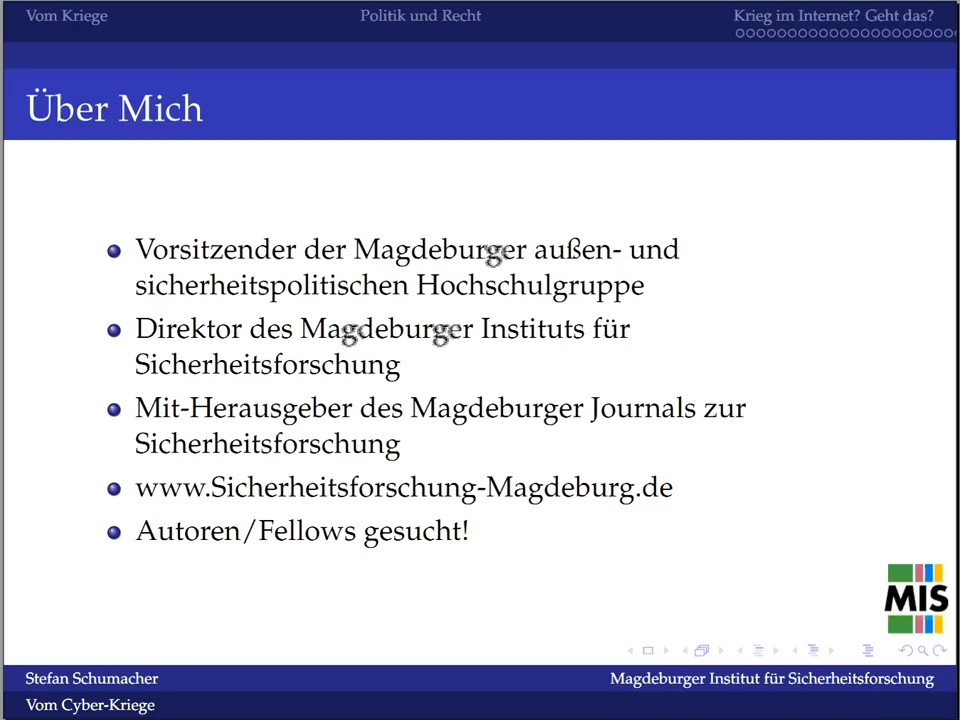 Vom Kriege
Politik und Recht
Krieg im Internet? Geht das?
Über Mich
Vorsitzender der Magdeburger außen- und
sicherheitspolitischen Hochschulgruppe
Direktor des Magdeburger Instituts für
Sicherheitsforschung
Mit-Herausgeber des Magdeburger Journals zur
Sicherheitsforschung
www.Sicherheitsforschung-Magdeburg.de
Autoren/Fellows gesucht!
MIS
Stefan Schumacher
Magdeburger Institut für Sicherheitsforschung
Vom Cyber-Kriege